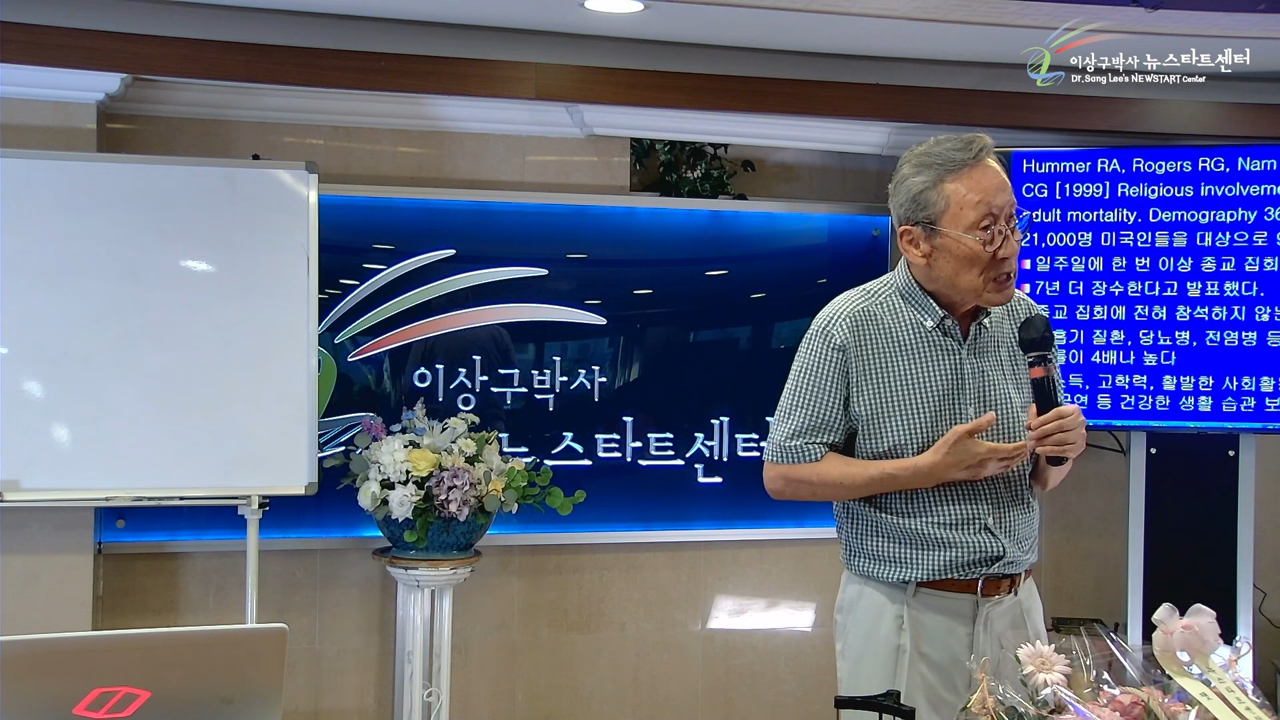 이상구박사 뉴스타트센터
Dr. Sang Lee's NEWSTART Center
Hummer RA, Rogers RG, Nam
CG [1999] Religious involveme
adult mortality. Demography 36
21,000명 미국인들을 대상으로
일주일에 한 번 이상 종교 집회
7년 더 장수한다고 발표했다.
종교 집회에 전혀 참석하지 않는
흡기 질환, 당뇨병, 전염병 등
률이 4배나 높다
소득, 고학력, 활발한 사회활
금연 등 건강한 생활 습관 보
이상구박사
뉴스타트센터